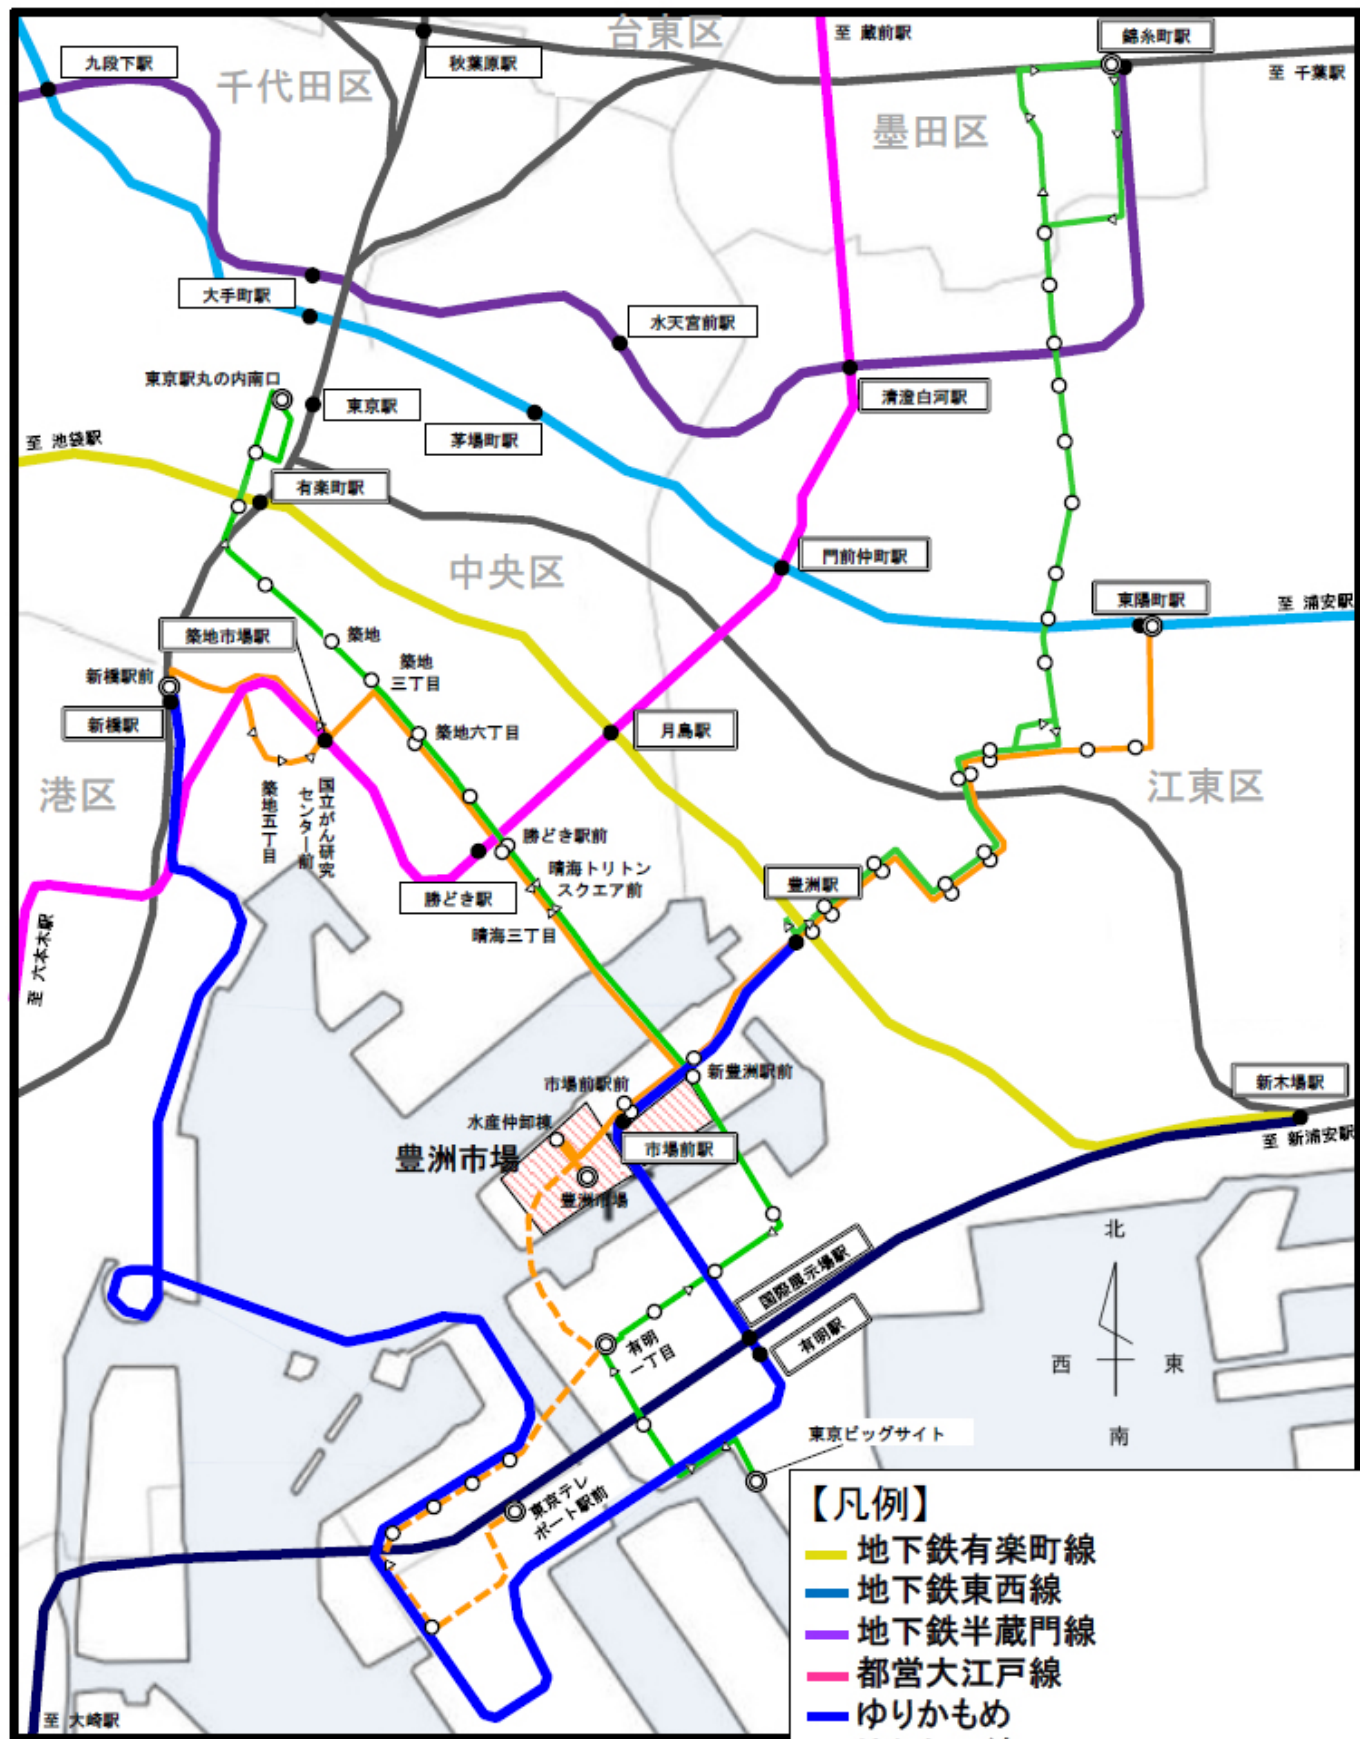 台東区
至 蔵前駅
錦糸町駅
九段下駅
秋葉原駅
千代田区
至 千葉駅
墨田区
大手町駅
水天宮前駅
東京駅丸の内南口
東京駅
清澄白河駅
至 池袋駅
茅場町駅
有楽町駅
中央区
門前仲町駅
東陽町駅
至 浦安駅
築地市場駅
築地
築地
三丁目
新橋駅前
新橋駅
築地六丁目
月島駅
港区
江東区
築地五丁目
国立がん研究
センター前
勝どき駅前
晴海トリトン
スクエア前
勝どき駅
晴海三丁目
豊洲駅
至 六本木駅
新豊洲駅前
市場前駅前
水産仲卸棟
新木場駅
豊洲市場
市場前駅
至 新浦安駅
豊洲市場
北
国際展示場駅
有明駅
有明
一丁目
西
東
南
東京ビッグサイト
東京テレ
ポート駅前
【凡例】
地下鉄有楽町線
地下鉄東西線
地下鉄半蔵門線
都営大江戸線
ゆりかもめ
至 大崎駅